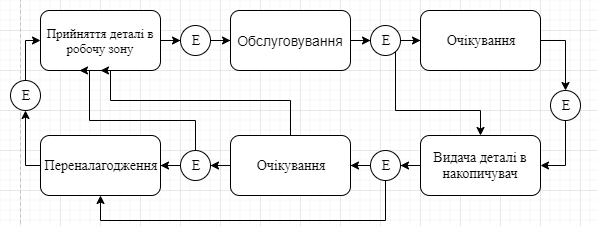 Прийняття деталі в
робочу зону
Е
Обслуговування
Е
Очікування
Е
Е
Переналагодження
Е
Очікування
Е
Видача деталі в
накопичувач